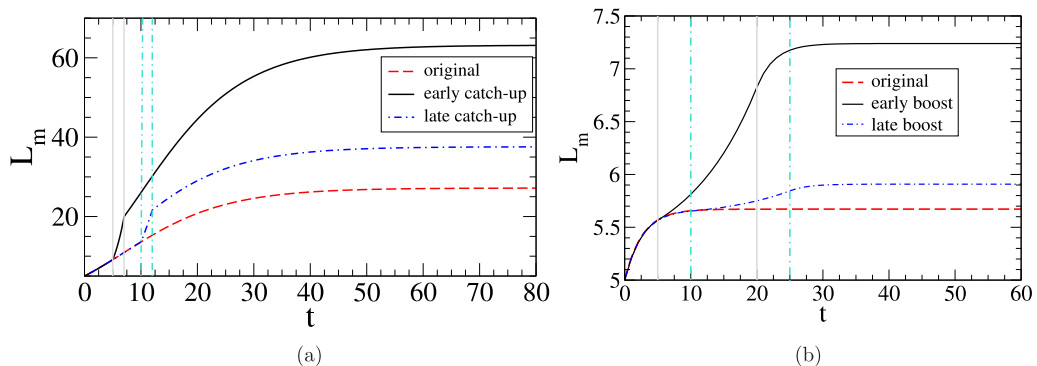 60
40
20
L_m
0 10 20 30 40 50 60 70 80
t
original
early catch-up
late catch-up
(a)
7.5
7
6.5
6
5.5
5
L_m
0 10 20 30 40 50 60
t
original
early boost
late boost
(b)